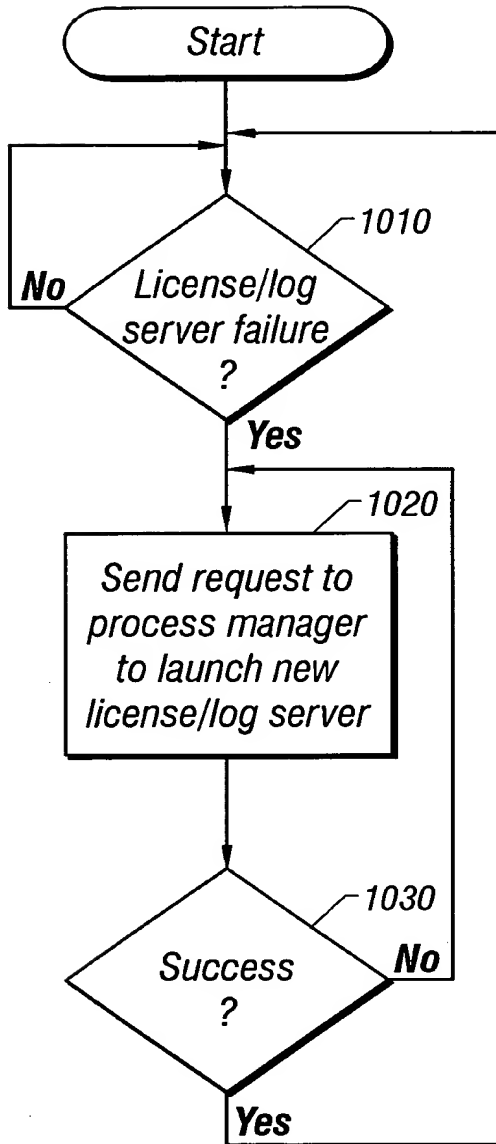 Start
1010
No
License/log
server failure
?
Yes
1020
Send request to
process manager
to launch new
license/log server
1030
Success
?
No
Yes